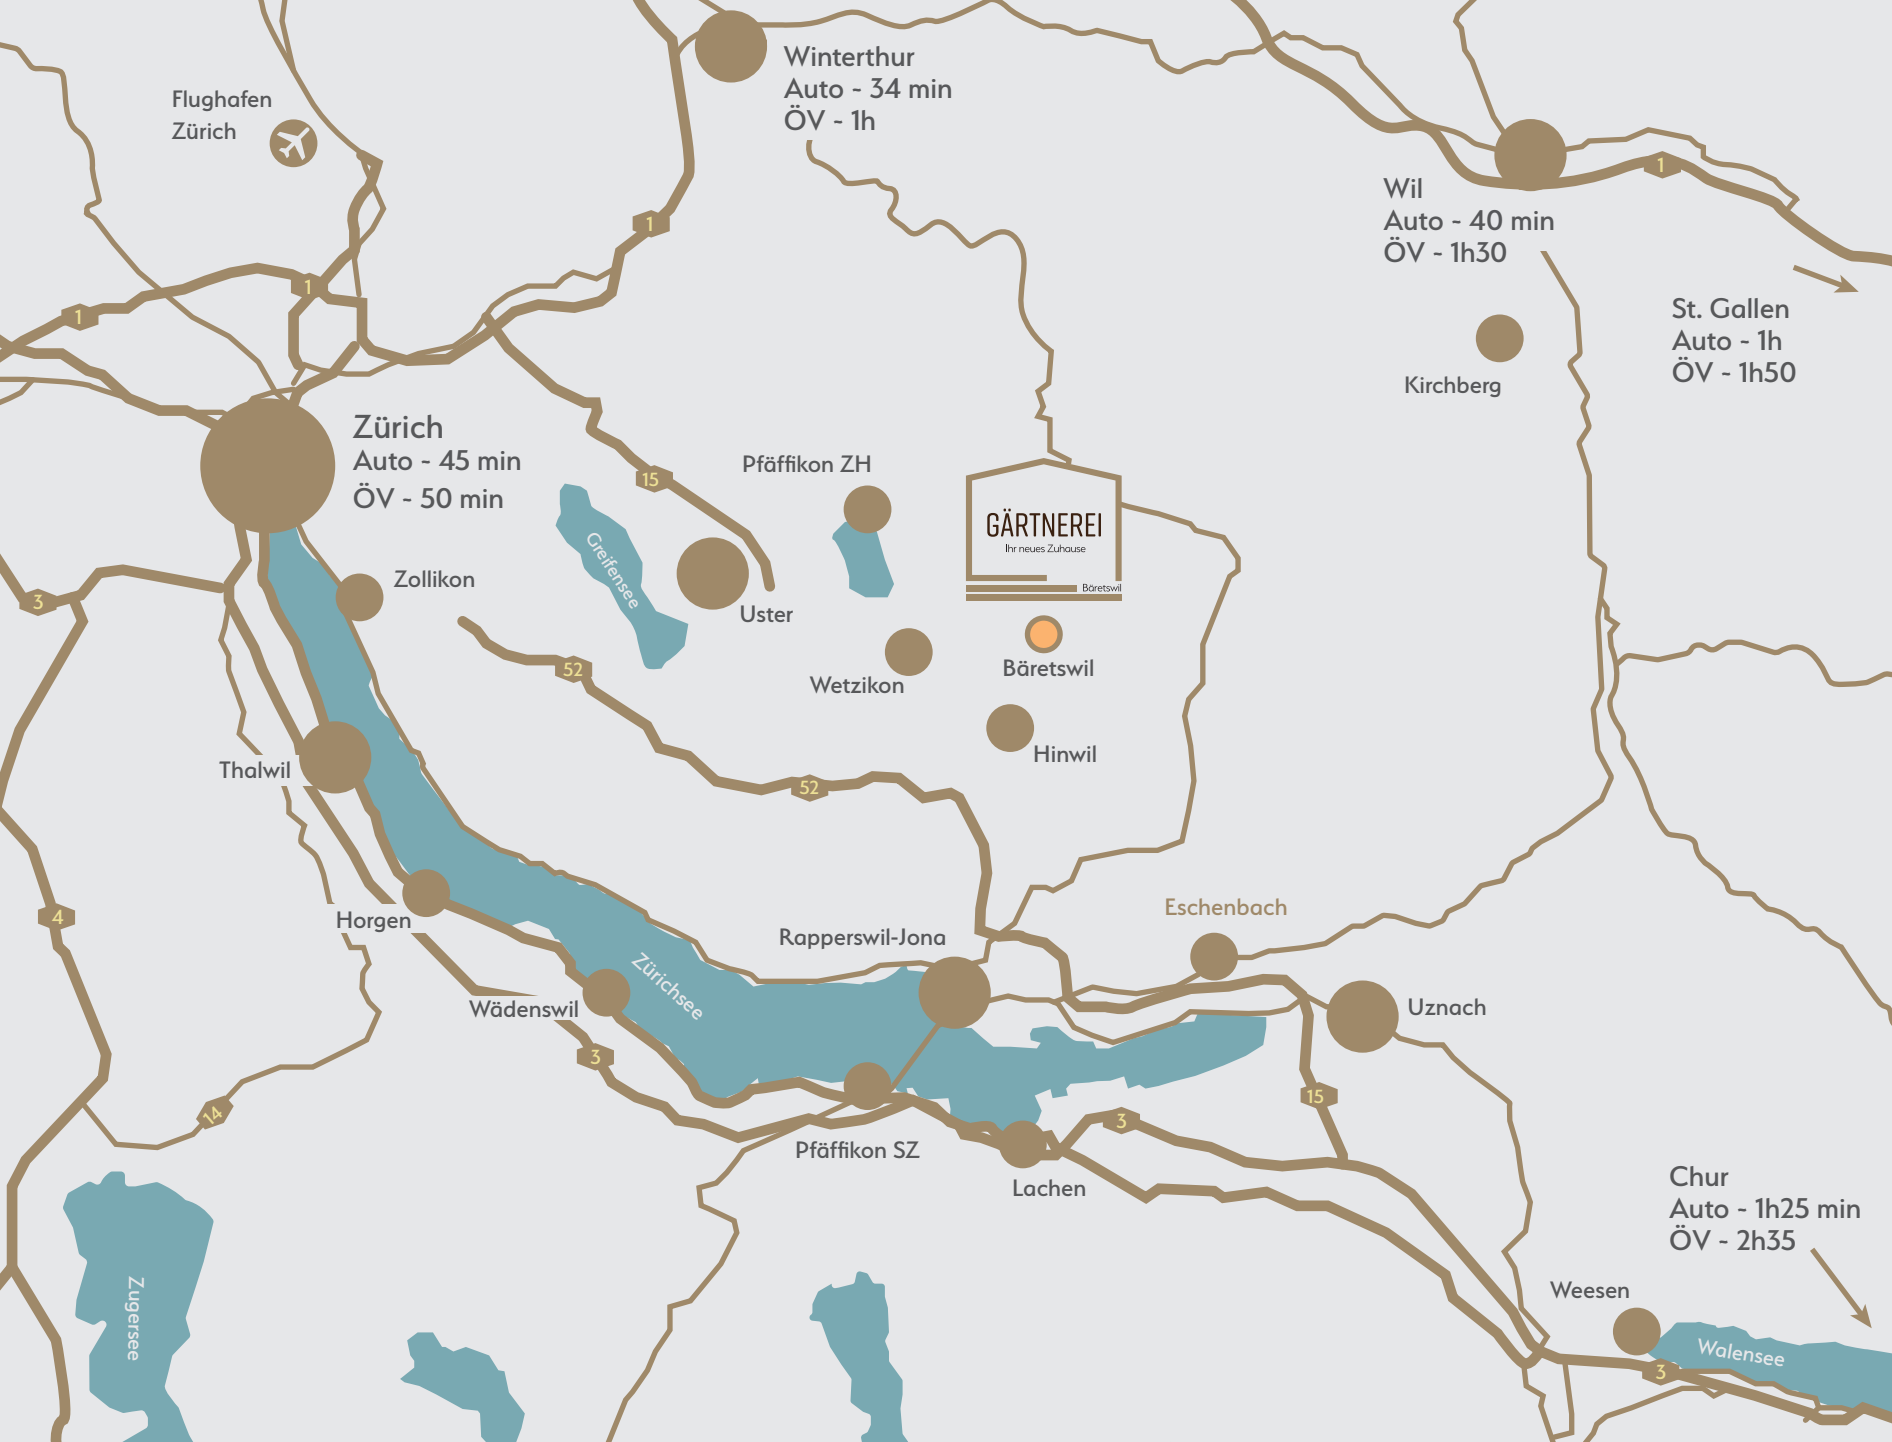 Winterthur
Auto - 34 min
ÖV - 1h
Flughafen
Zürich
1
Wil
Auto - 40 min
ÖV - 1h30
1
1
1
St. Gallen
Auto - 1h
ÖV - 1h50
Kirchberg
Zürich
Auto - 45 min
ÖV - 50 min
15
Pfäffikon ZH
GÄRTNEREI
Ihr neues Zuhause
Bäretswil
Greifensee
Zollikon
3
Uster
52
Wetzikon
Bäretswil
Hinwil
Thalwil
52
4
Horgen
Eschenbach
Rapperswil-Jona
Zürichsee
Wädenswil
Uznach
3
15
14
3
Pfäffikon SZ
Lachen
Chur
Auto - 1h25 min
ÖV - 2h35
Weesen
Zugersee
Walensee
3